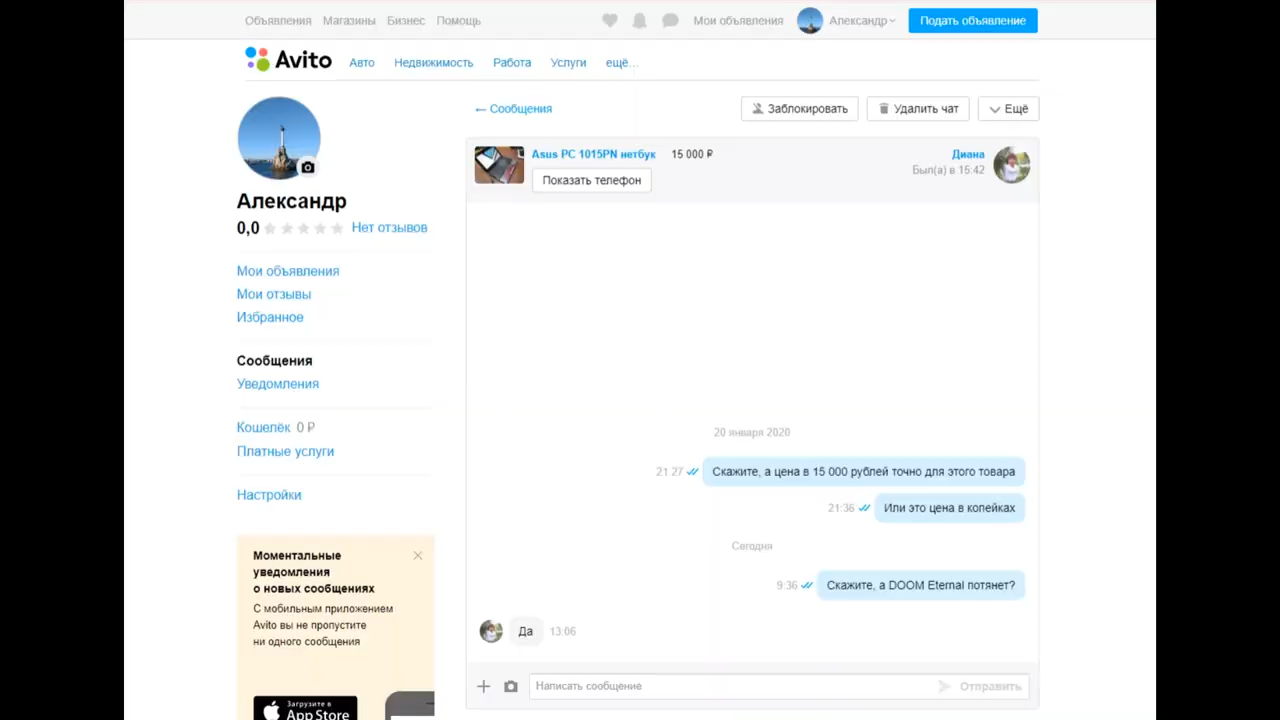 Объявления Магазины Бизнес Помощь Мои объявления Александр Подать объявление
Avito Авто Недвижимость Работа Услуги ещё...
← Сообщения Заблокировать Удалить чат Ещё
Asus PC 1015PN нетбук 15 000 ₽ Диана
Был(а) в 15:42
Показать телефон
Александр
0,0 Нет отзывов
Мои объявления
Мои отзывы
Избранное
Сообщения
Уведомления
Кошелёк 0 ₽
Платные услуги
Настройки
Моментальные
уведомления
о новых сообщениях
С мобильным приложением
Avito вы не пропустите
ни одного сообщения
Загрузите в
App Store
20 января 2020
21:27 Скажите, а цена в 15 000 рублей точно для этого товара
21:36 Или это цена в копейках
Сегодня
9:36 Скажите, а DOOM Eternal потянет?
Да 13:06
Написать сообщение Отправить